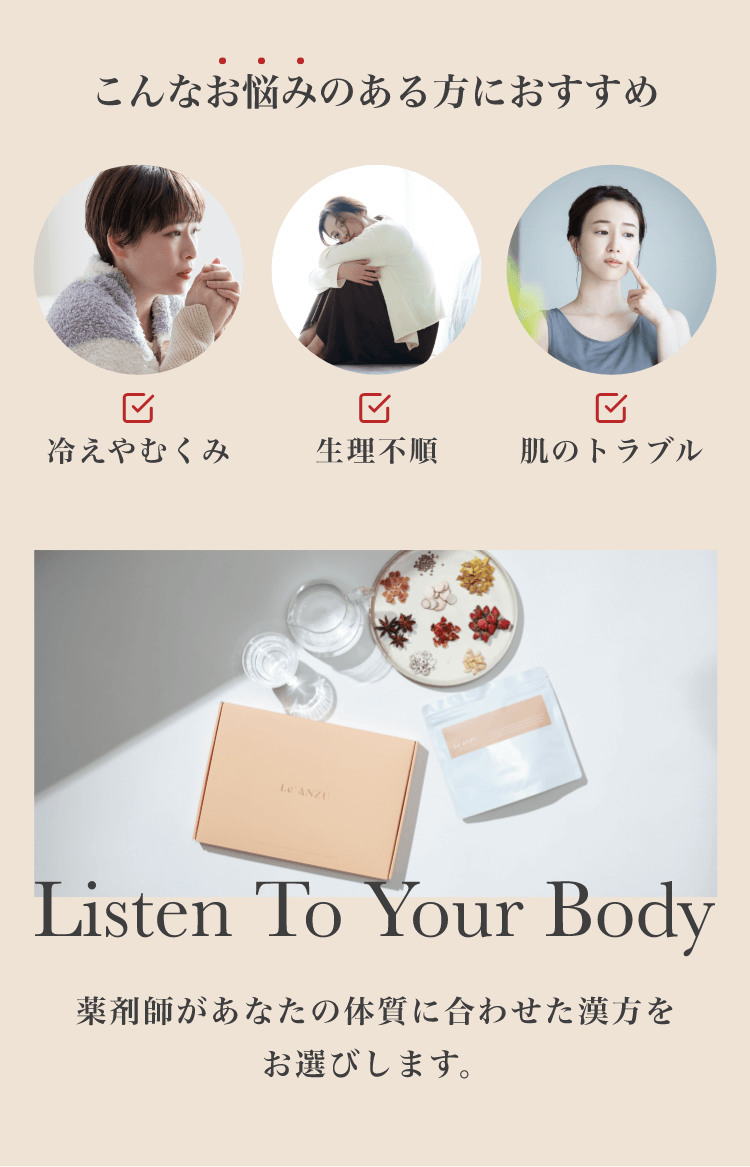 こんなお悩みのある方におすすめ
冷えやむくみ
生理不順
肌のトラブル
Le'ANZU
Listen To Your Body
薬剤師があなたの体質に合わせた漢方を
お選びします。